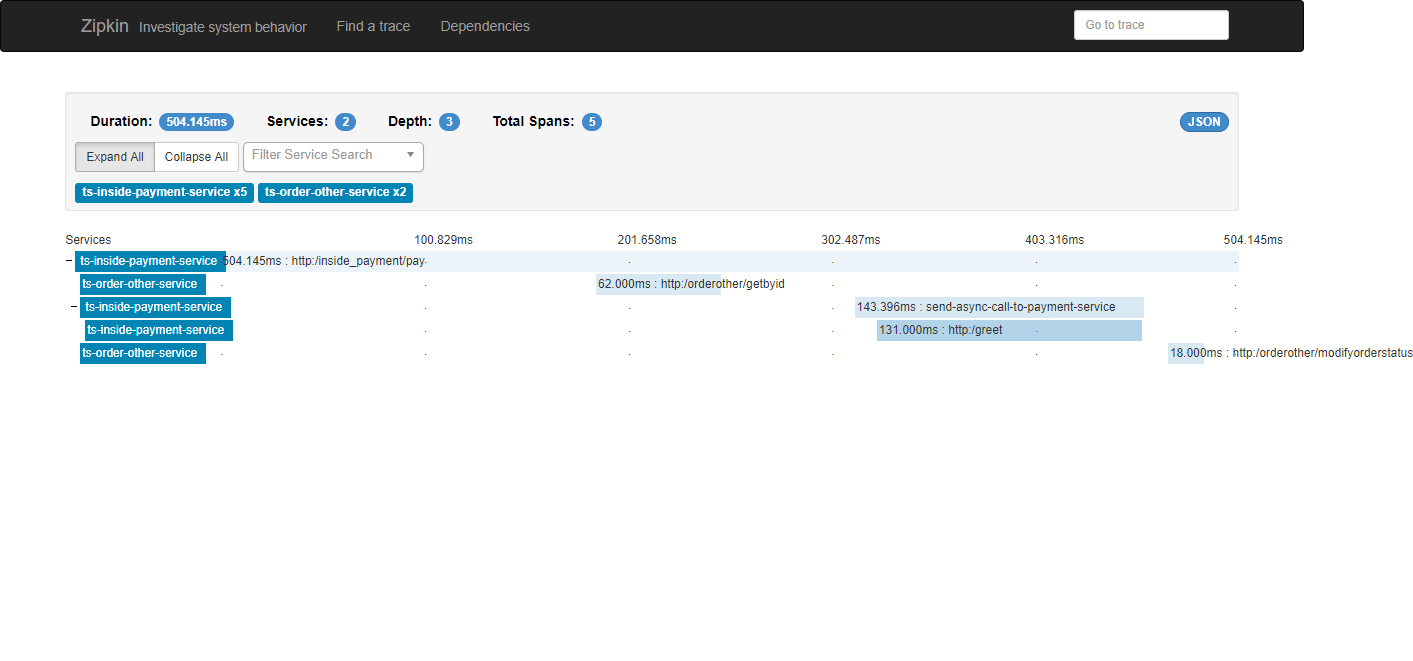 Zipkin Investigate system behavior Find a trace Dependencies Go to trace
Duration: 504.145ms Services: 2 Depth: 3 Total Spans: 5 JSON
Expand All Collapse All Filter Service Search
ts-inside-payment-service x5 ts-order-other-service x2
Services 100.829ms 201.658ms 302.487ms 403.316ms 504.145ms
ts-inside-payment-service 504.145ms : http:/inside_payment/pay
ts-order-other-service 62.000ms : http:/orderother/getbyid
ts-inside-payment-service 143.396ms : send-async-call-to-payment-service
ts-inside-payment-service 131.000ms : http:/greet
ts-order-other-service 18.000ms : http:/orderother/modifyorderstatus